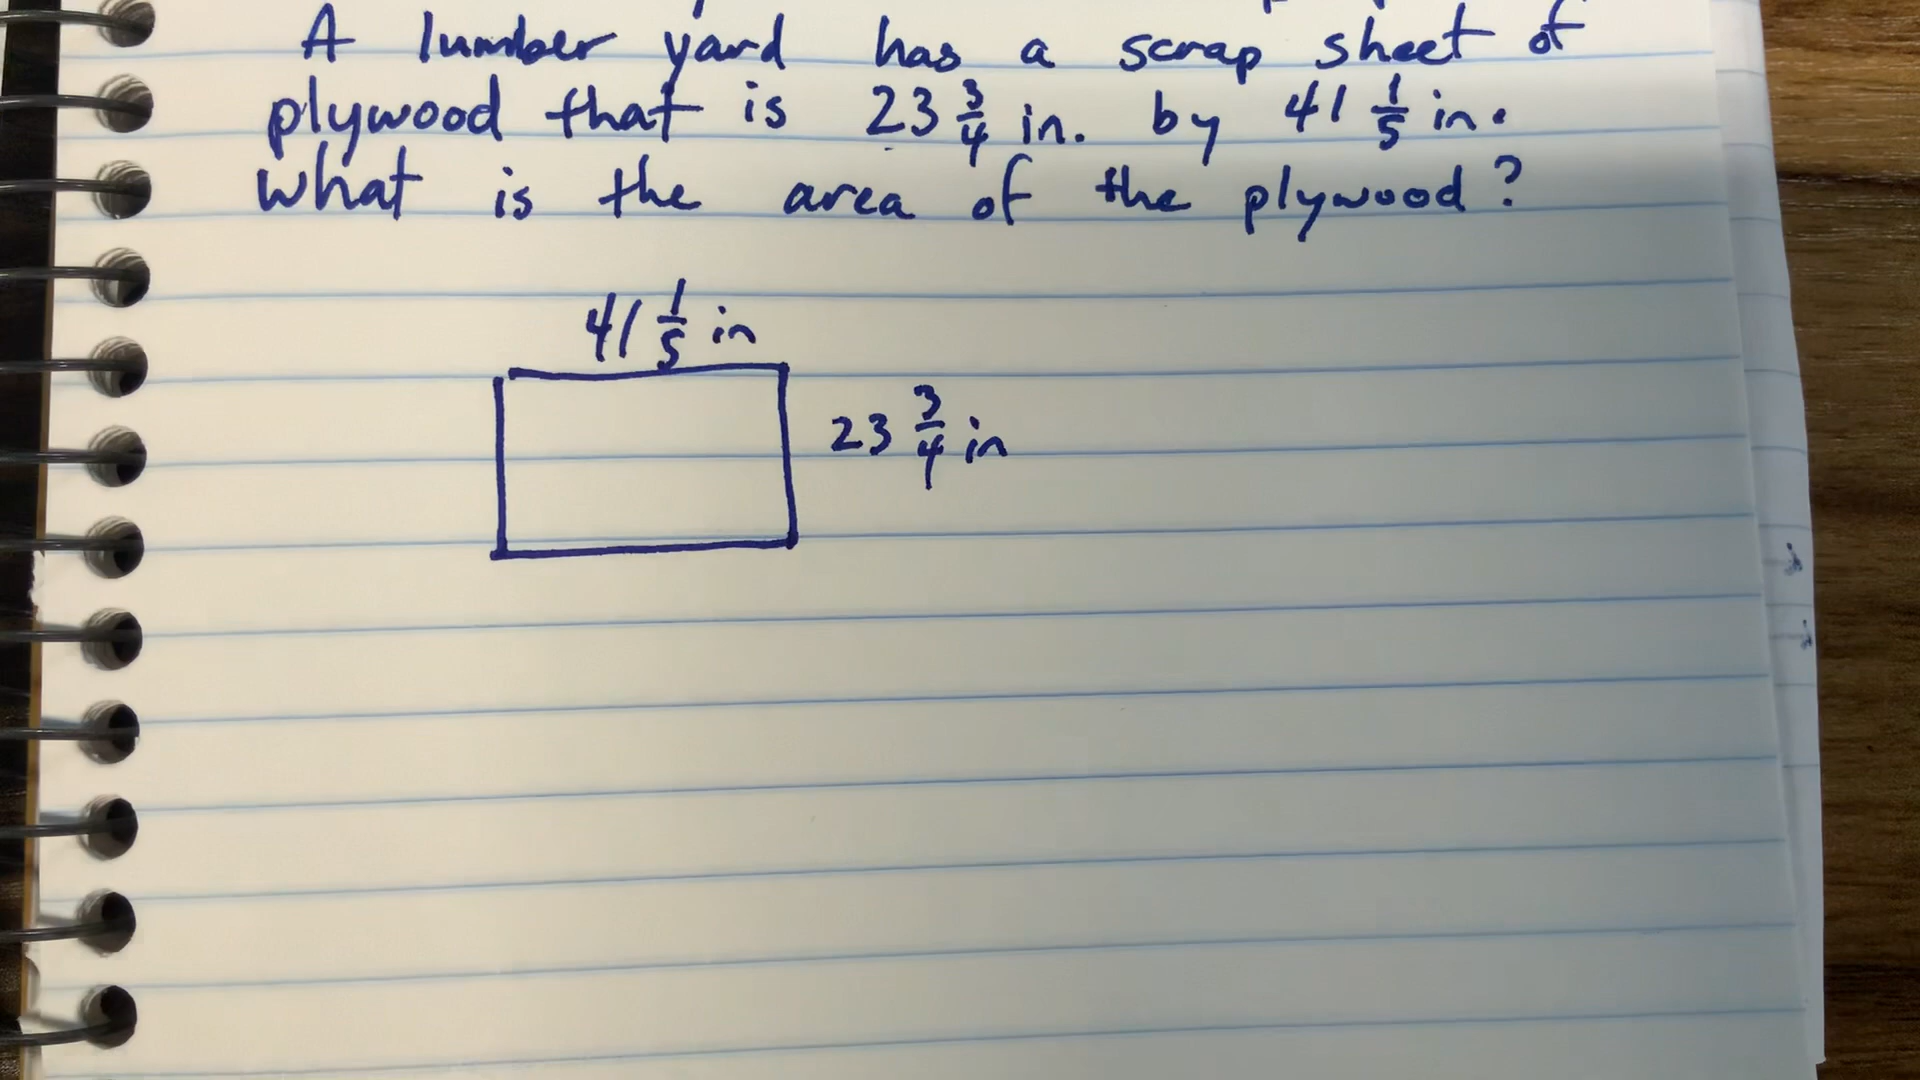 A lumber yard has a scrap sheet of
plywood that is 23 3/4 in. by 41 1/5 in.
What is the area of the plywood?
41 1/5 in
23 3/4 in